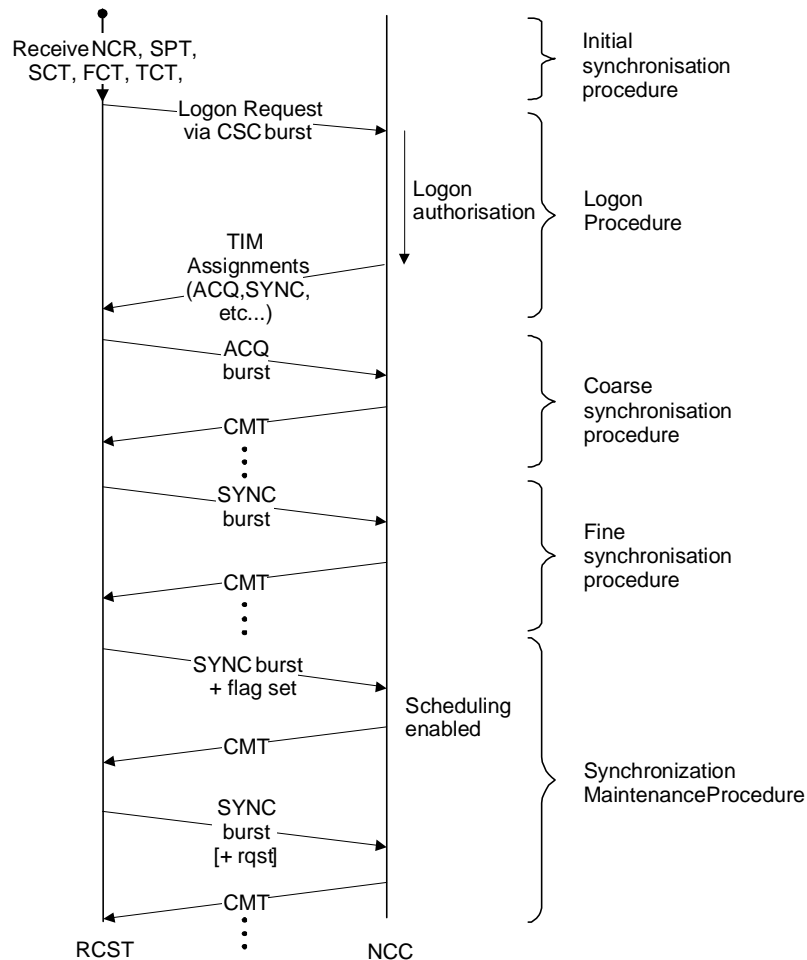 Receive NCR, SPT,
SCT, FCT, TCT,
Initial
synchronisation
procedure
Logon Request
via CSC burst
Logon
authorisation
Logon
Procedure
TIM
Assignments
(ACQ,SYNC,
etc...)
ACQ
burst
CMT
Coarse
synchronisation
procedure
SYNC
burst
CMT
Fine
synchronisation
procedure
SYNC burst
+ flag set
Scheduling
enabled
CMT
Synchronization
Maintenance Procedure
SYNC
burst
[+ rqst]
CMT
RCST
NCC